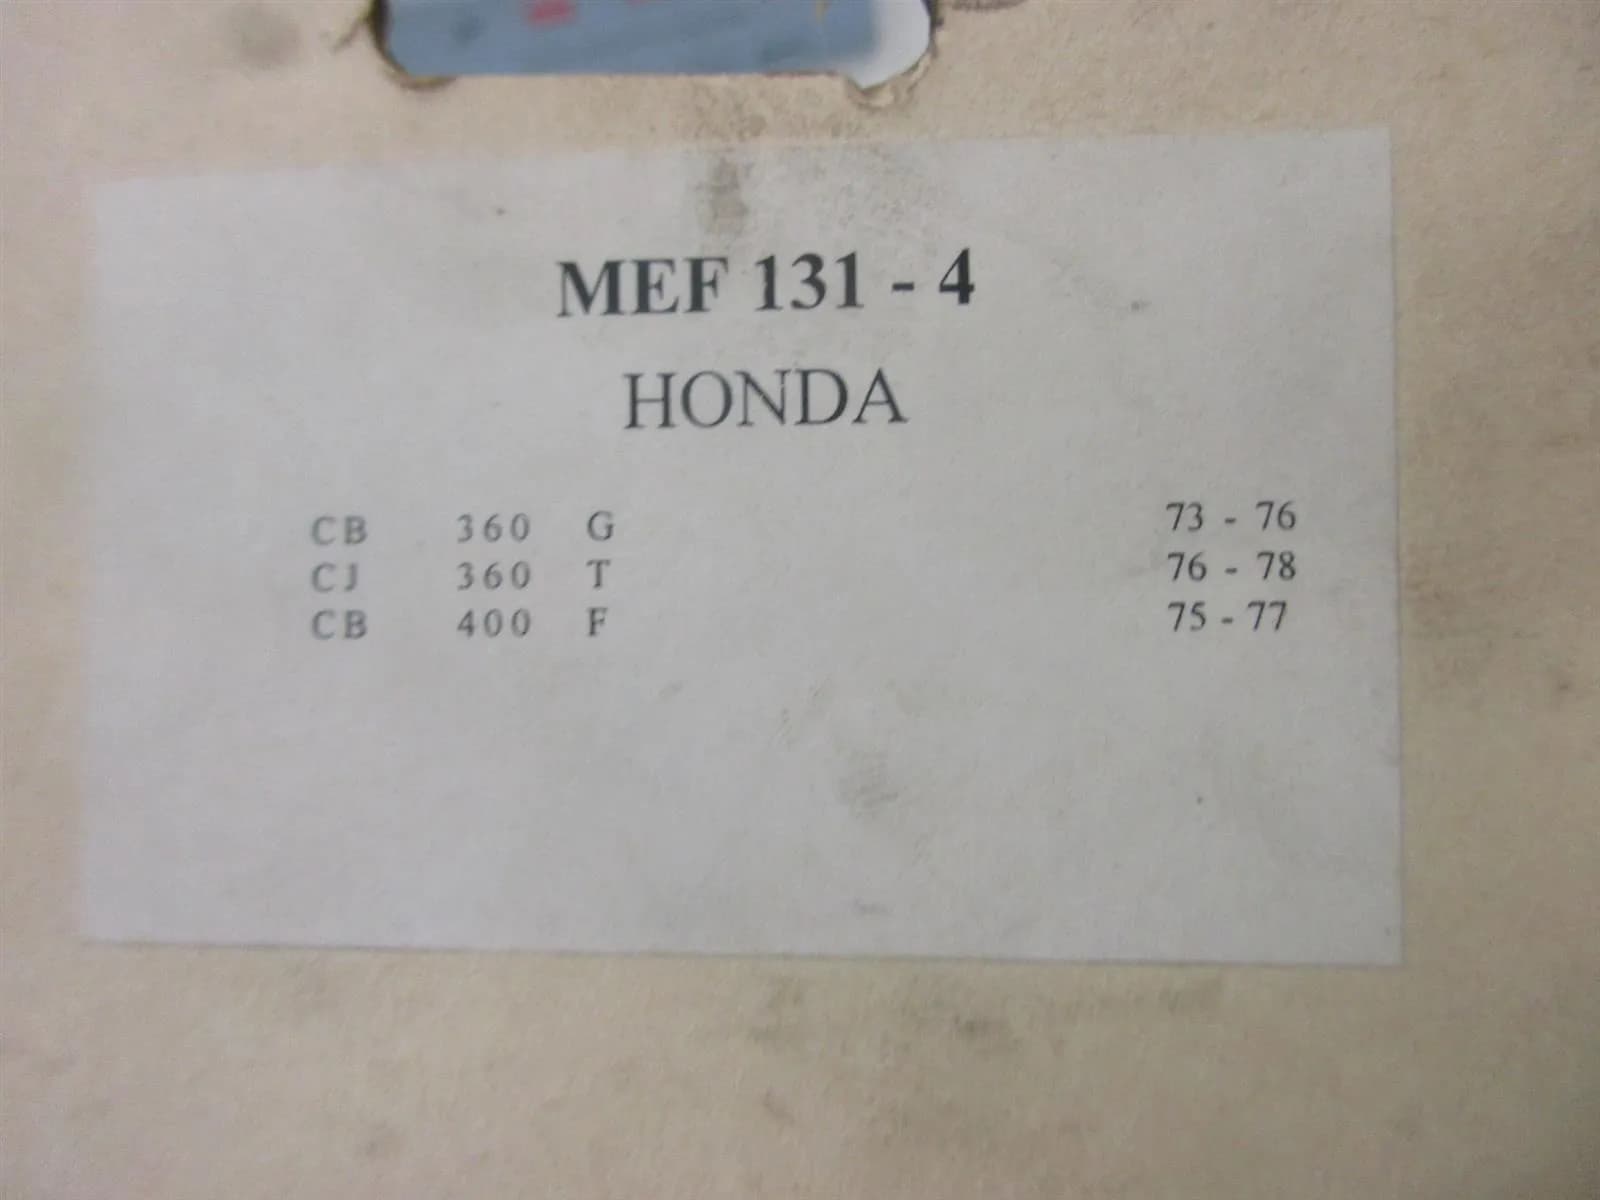 MEF 131 - 4
HONDA
CB 360 G 73 - 76
CJ 360 T 76 - 78
CB 400 F 75 - 77